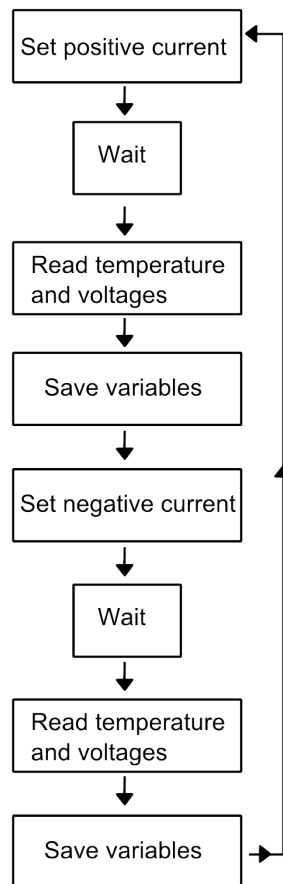 Set positive current
Wait
Read temperature
and voltages
Save variables
Set negative current
Wait
Read temperature
and voltages
Save variables